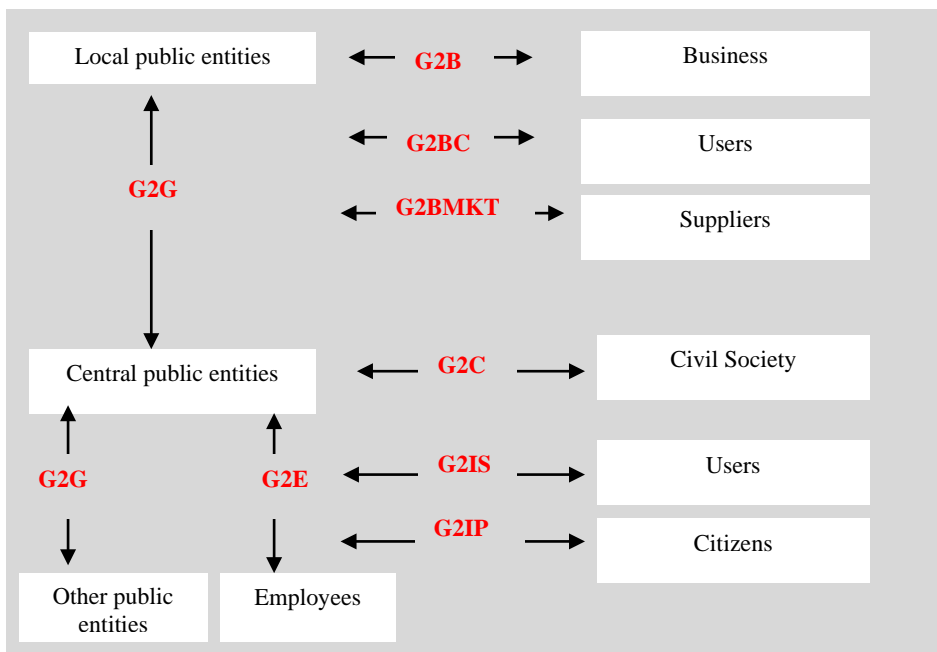 Local public entities
G2B
Business
G2BC
Users
G2G
G2BMKT
Suppliers
Central public entities
G2C
Civil Society
G2G
G2E
G2IS
Users
G2IP
Citizens
Other public
entities
Employees